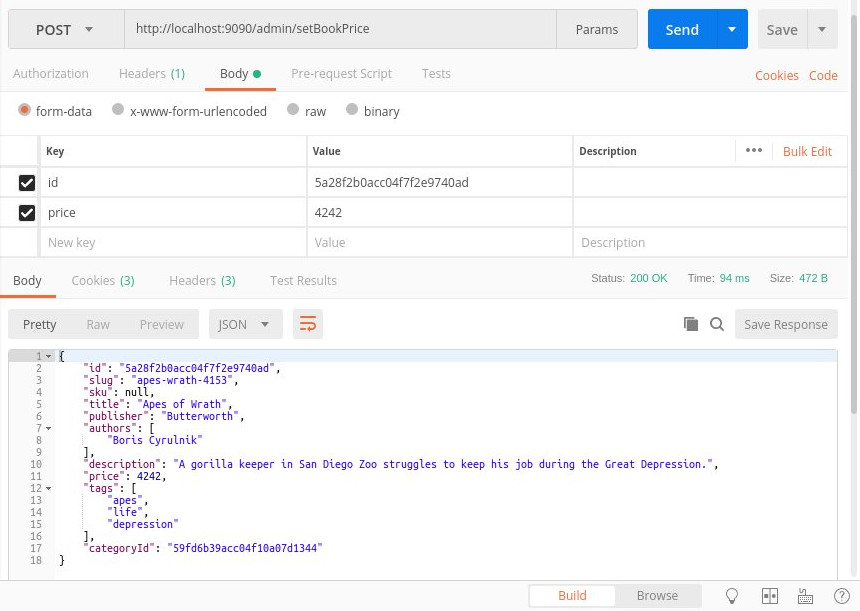 POST http://localhost:9090/admin/setBookPrice Params Send Save
Authorization Headers (1) Body Pre-request Script Tests Cookies Code
form-data x-www-form-urlencoded raw binary
Key Value Description ••• Bulk Edit
id 5a28f2b0acc04f7f2e9740ad
price 4242
New key Value Description
Body Cookies (3) Headers (3) Test Results Status: 200 OK Time: 94 ms Size: 472 B
Pretty Raw Preview JSON Save Response
1 {
2 "id": "5a28f2b0acc04f7f2e9740ad",
3 "slug": "apes-wrath-4153",
4 "sku": null,
5 "title": "Apes of Wrath",
6 "publisher": "Butterworth",
7 "authors": [
8 "Boris Cyrulnik"
9 ],
10 "description": "A gorilla keeper in San Diego Zoo struggles to keep his job during the Great Depression.",
11 "price": 4242,
12 "tags": [
13 "apes",
14 "life",
15 "depression"
16 ],
17 "categoryId": "59fd6b39acc04f10a07d1344"
18 }
Build Browse ?